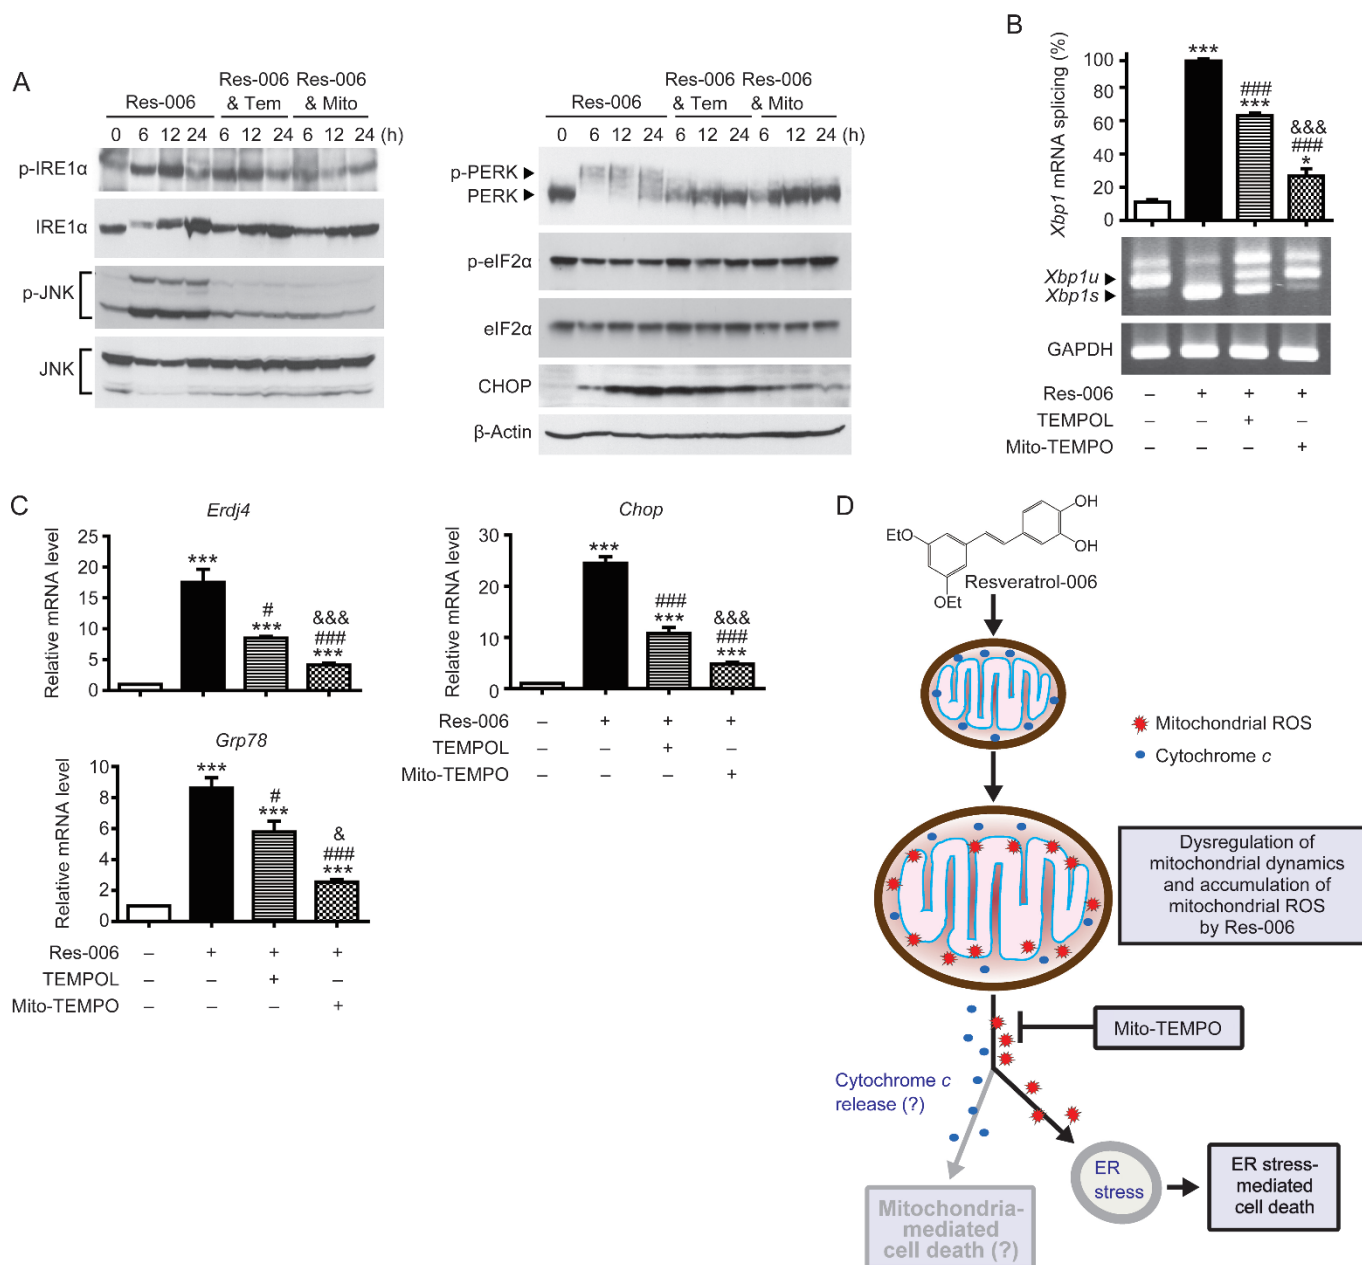 A
Res-006
Res-006
& Tem
Res-006
& Mito
0 6 12 24 6 12 24 6 12 24 (h)
p-IRE1α
IRE1α
p-JNK
JNK
Res-006
Res-006
& Tem
Res-006
& Mito
0 6 12 24 6 12 24 6 12 24 (h)
p-PERK
PERK
p-eIF2α
eIF2α
CHOP
β-Actin
B
Xbp1 mRNA splicing (%)
100
80
60
40
20
0
***
###
***
&&&
###
*
Xbp1u
Xbp1s
GAPDH
Res-006 – + + +
TEMPOL – – + –
Mito-TEMPO – – – +
C
Erdj4
Relative mRNA level
25
20
15
10
5
0
***
#
***
&&&
###
***
Chop
Relative mRNA level
30
20
10
0
***
###
***
&&&
###
***
Res-006 – + + +
TEMPOL – – + –
Mito-TEMPO – – – +
Grp78
Relative mRNA level
10
8
6
4
2
0
***
#
***
&
###
***
Res-006 – + + +
TEMPOL – – + –
Mito-TEMPO – – – +
D
OH
OH
EtO
OEt
Resveratrol-006
Mitochondrial ROS
Cytochrome c
Dysregulation of
mitochondrial dynamics
and accumulation of
mitochondrial ROS
by Res-006
Mito-TEMPO
Cytochrome c
release (?)
ER
stress
ER stress-
mediated
cell death
Mitochondria-
mediated
cell death (?)